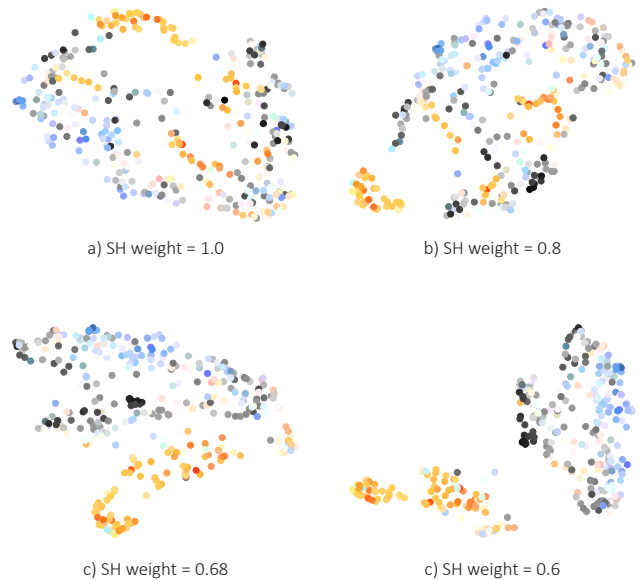 a) SH weight = 1.0
b) SH weight = 0.8
c) SH weight = 0.68
c) SH weight = 0.6